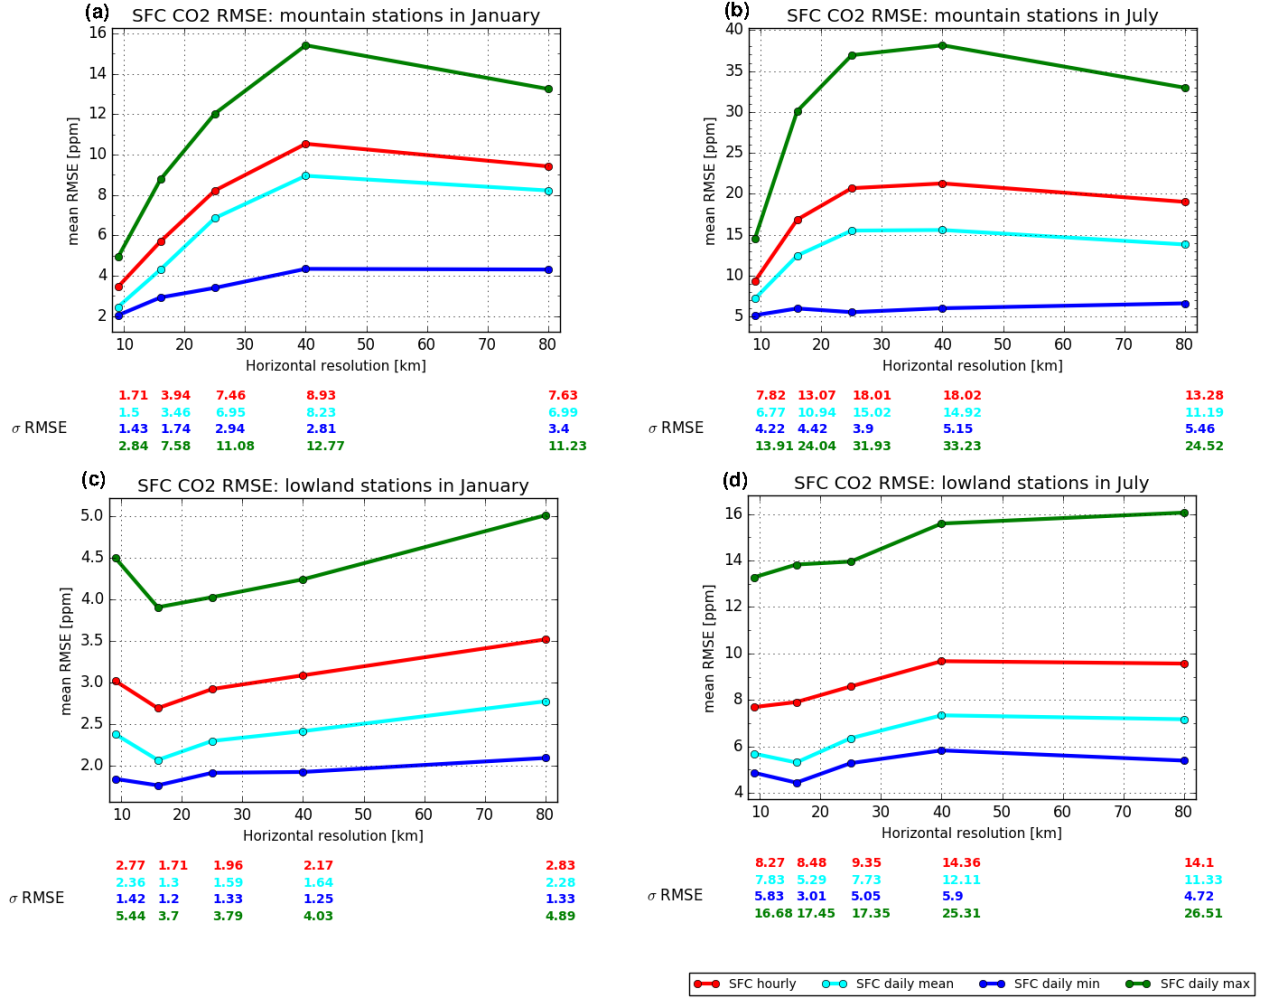 (a)
SFC CO2 RMSE: mountain stations in January
16
14
12
10
8
6
4
2
mean RMSE [ppm]
10 20 30 40 50 60 70 80
Horizontal resolution [km]
σ RMSE
1.71 3.94 7.46 8.93 7.63
1.5 3.46 6.95 8.23 6.99
1.43 1.74 2.94 2.81 3.4
2.84 7.58 11.08 12.77 11.23
(b)
SFC CO2 RMSE: mountain stations in July
40
35
30
25
20
15
10
5
mean RMSE [ppm]
10 20 30 40 50 60 70 80
Horizontal resolution [km]
7.82 13.07 18.01 18.02 13.28
6.77 10.94 15.02 14.92 11.19
4.22 4.42 3.9 5.15 5.46
13.91 24.04 31.93 33.23 24.52
(c)
SFC CO2 RMSE: lowland stations in January
5.0
4.5
4.0
3.5
3.0
2.5
2.0
mean RMSE [ppm]
10 20 30 40 50 60 70 80
Horizontal resolution [km]
σ RMSE
2.77 1.71 1.96 2.17 2.83
2.36 1.3 1.59 1.64 2.28
1.42 1.2 1.33 1.25 1.33
5.44 3.7 3.79 4.03 4.89
(d)
SFC CO2 RMSE: lowland stations in July
16
14
12
10
8
6
4
mean RMSE [ppm]
10 20 30 40 50 60 70 80
Horizontal resolution [km]
σ RMSE
8.27 8.48 9.35 14.36 14.1
7.83 5.29 7.73 12.11 11.33
5.83 3.01 5.05 5.9 4.72
16.68 17.45 17.35 25.31 26.51
SFC hourly SFC daily mean SFC daily min SFC daily max
σ RMSE